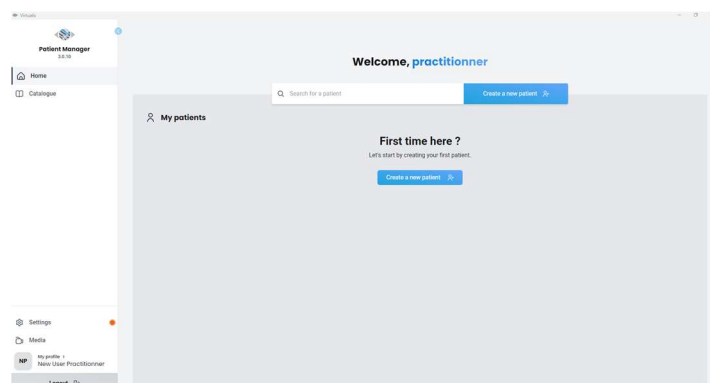 Virtualis
Patient Manager
3.0.10
Home
Catalogue
Settings
Media
My profile >
NP
New User Practitionner
Logout
Welcome, practitionner
Search for a patient
Create a new patient
My patients
First time here ?
Let's start by creating your first patient.
Create a new patient